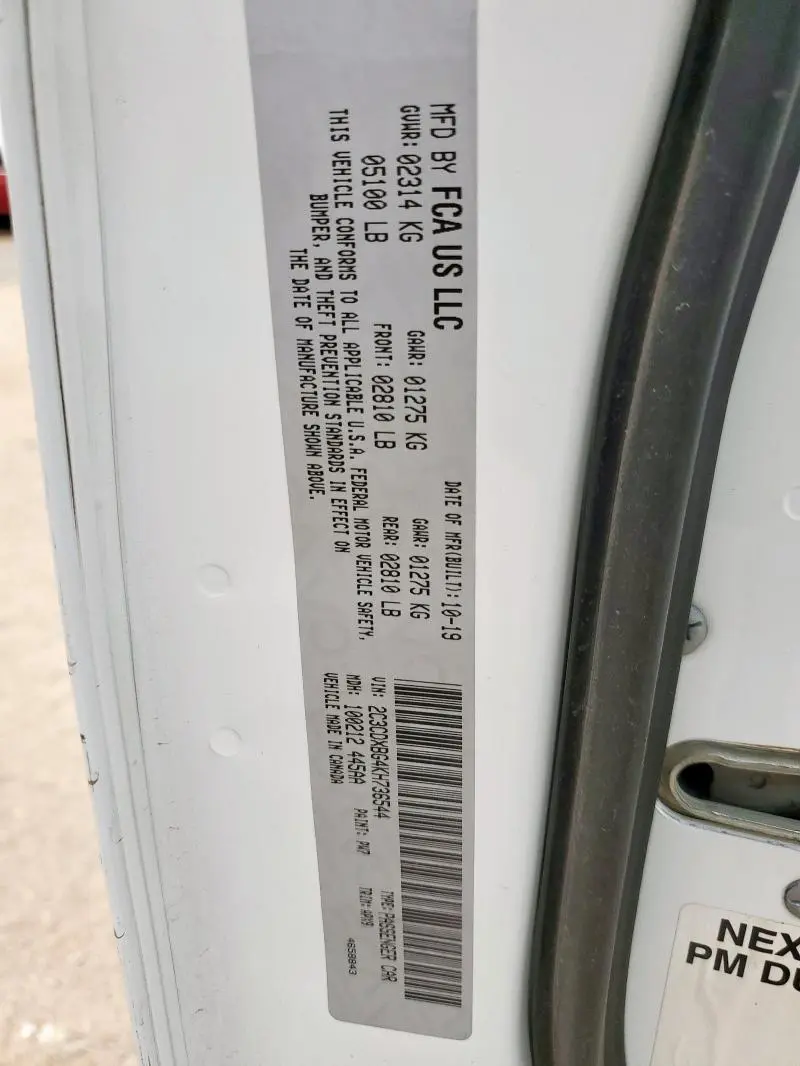 MFD BY FCA US LLC
DATE OF MFR(BUILT): 10-19
GVWR: 02314 KG
GAWR: 01275 KG
GAWR: 01275 KG
05100 LB
FRONT: 02810 LB
REAR: 02810 LB
THIS VEHICLE CONFORMS TO ALL APPLICABLE U.S.A. FEDERAL MOTOR VEHICLE SAFETY,
BUMPER, AND THEFT PREVENTION STANDARDS IN EFFECT ON
THE DATE OF MANUFACTURE SHOWN ABOVE.
VIN: 2C3CDXBG4KH736544
TYPE: PASSENGER CAR
MDH: 100212 445AA
PAINT: PW7
TRIM: APX9
VEHICLE MADE IN CANADA
4658843
NEX
PM DU